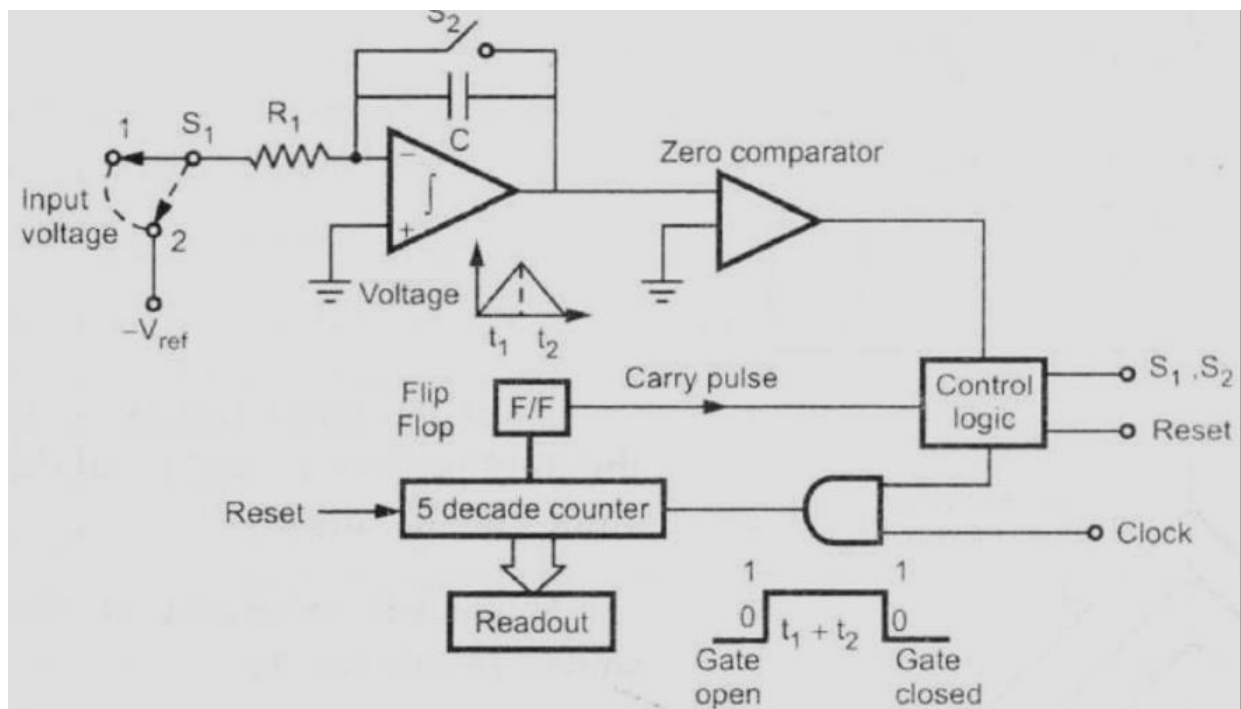 S2
1
S1
R1
C
Zero comparator
Input
voltage
2
∫
−
+
−Vref
Voltage
t1 t2
Flip
Flop
F/F
Carry pulse
Control
logic
S1 ,S2
Reset
Reset
5 decade counter
Clock
Readout
1 1
0 t1 + t2 0
Gate
open
Gate
closed